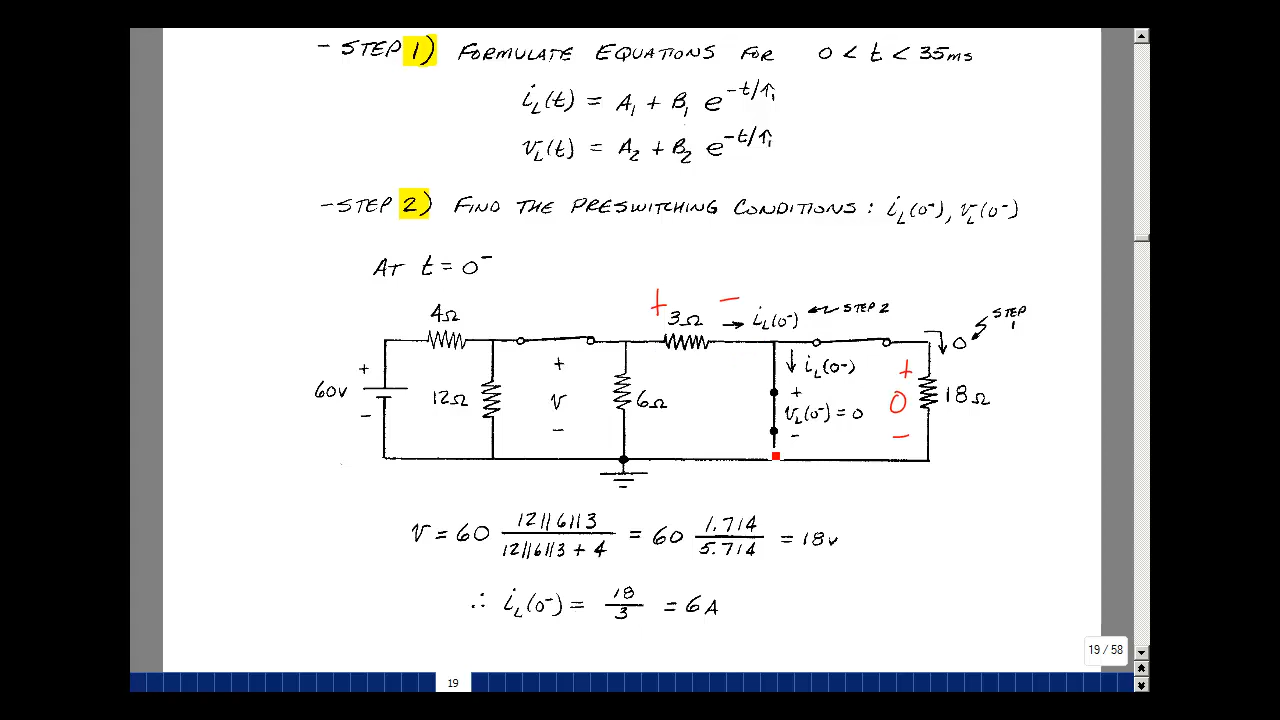 - STEP 1) FORMULATE EQUATIONS FOR 0 < t < 35ms
iL(t) = A1 + B1 e^-t/τ1
vL(t) = A2 + B2 e^-t/τ1
- STEP 2) FIND THE PRESWITCHING CONDITIONS: iL(0-), vL(0-)
AT t = 0-
4Ω
+ 3Ω -
→ iL(0-) STEP 2
STEP 1
0
60v
+
-
12Ω
+
v
-
6Ω
↓ iL(0-)
+
vL(0-) = 0
-
+
0
-
18Ω
v = 60 12||6||3 / 12||6||3 + 4 = 60 1.714 / 5.714 = 18v
∴ iL(0-) = 18 / 3 = 6A
19 / 58
19